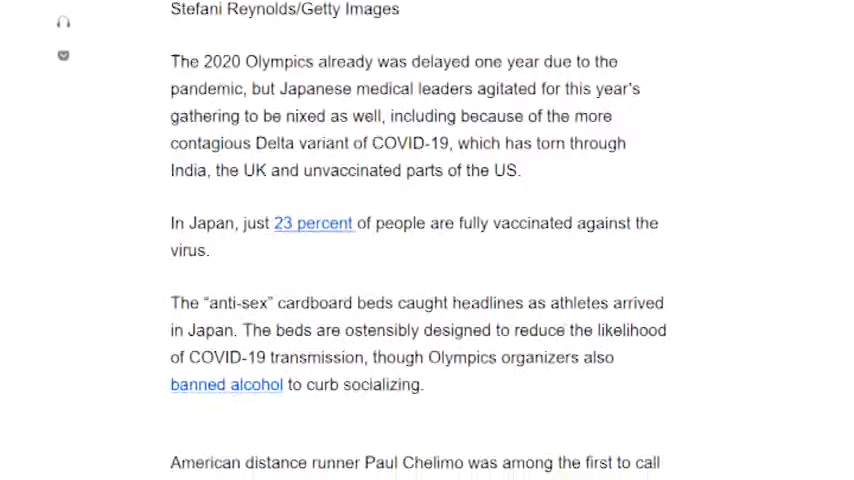 Stefani Reynolds/Getty Images
The 2020 Olympics already was delayed one year due to the
pandemic, but Japanese medical leaders agitated for this year's
gathering to be nixed as well, including because of the more
contagious Delta variant of COVID-19, which has torn through
India, the UK and unvaccinated parts of the US.
In Japan, just 23 percent of people are fully vaccinated against the
virus.
The “anti-sex” cardboard beds caught headlines as athletes arrived
in Japan. The beds are ostensibly designed to reduce the likelihood
of COVID-19 transmission, though Olympics organizers also
banned alcohol to curb socializing.
American distance runner Paul Chelimo was among the first to call